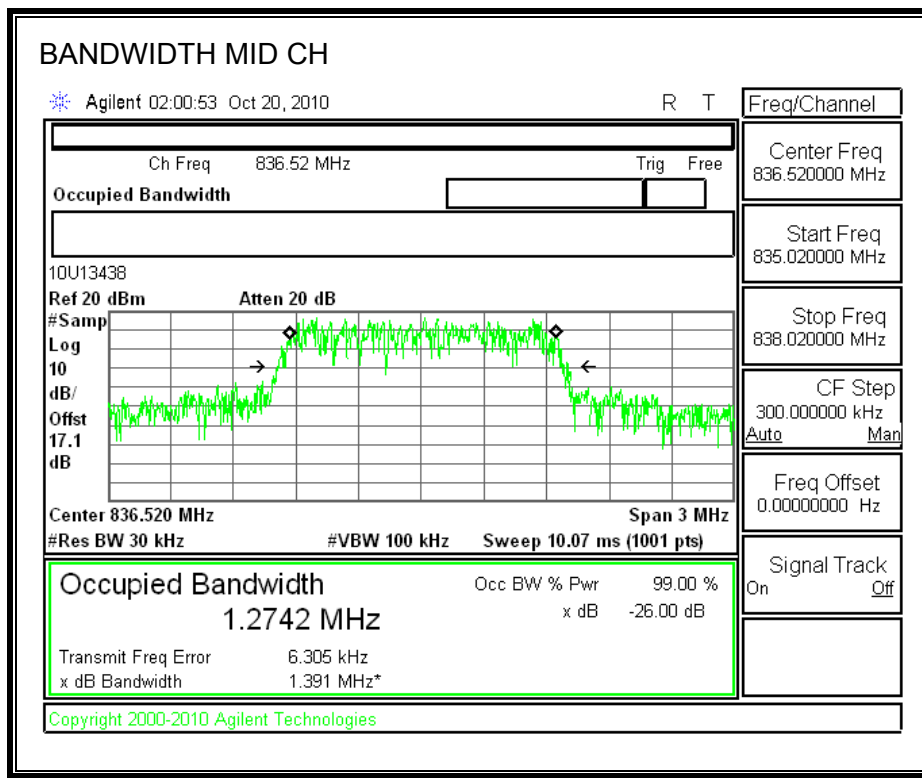 BANDWIDTH MID CH
Agilent 02:00:53 Oct 20, 2010 R T
Freq/Channel
Ch Freq 836.52 MHz Trig Free
Occupied Bandwidth
Center Freq
836.520000 MHz
Start Freq
835.020000 MHz
Stop Freq
838.020000 MHz
CF Step
300.000000 kHz
Auto Man
Freq Offset
0.00000000 Hz
Signal Track
On Off
10U13438
Ref 20 dBm Atten 20 dB
#Samp
Log
10
dB/
Offst
17.1
dB
Center 836.520 MHz Span 3 MHz
#Res BW 30 kHz #VBW 100 kHz Sweep 10.07 ms (1001 pts)
Occupied Bandwidth Occ BW % Pwr 99.00 %
1.2742 MHz x dB -26.00 dB
Transmit Freq Error 6.305 kHz
x dB Bandwidth 1.391 MHz*
Copyright 2000-2010 Agilent Technologies